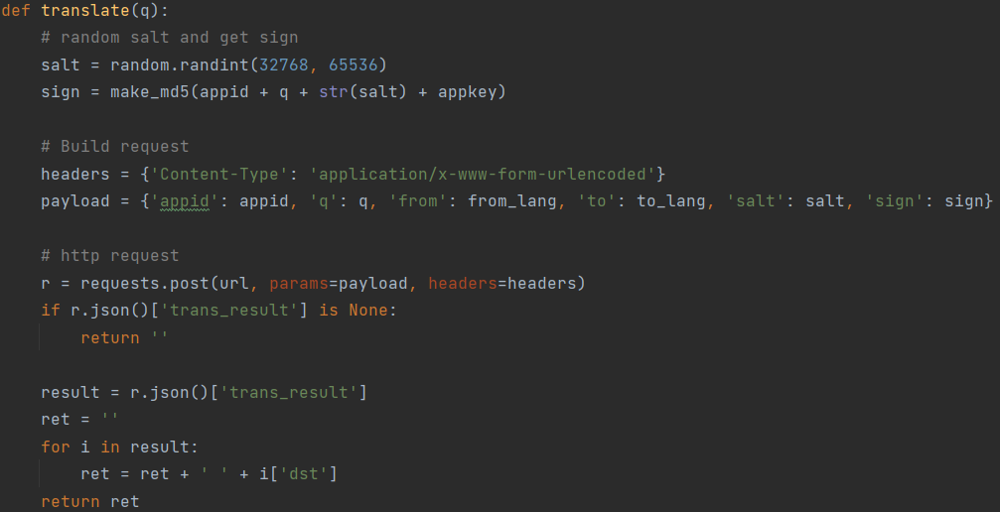 def translate(q):
    # random salt and get sign
    salt = random.randint(32768, 65536)
    sign = make_md5(appid + q + str(salt) + appkey)
    # Build request
    headers = {'Content-Type': 'application/x-www-form-urlencoded'}
    payload = {'appid': appid, 'q': q, 'from': from_lang, 'to': to_lang, 'salt': salt, 'sign': sign}
    # http request
    r = requests.post(url, params=payload, headers=headers)
    if r.json()['trans_result'] is None:
        return ''
    result = r.json()['trans_result']
    ret = ''
    for i in result:
        ret = ret + ' ' + i['dst']
    return ret